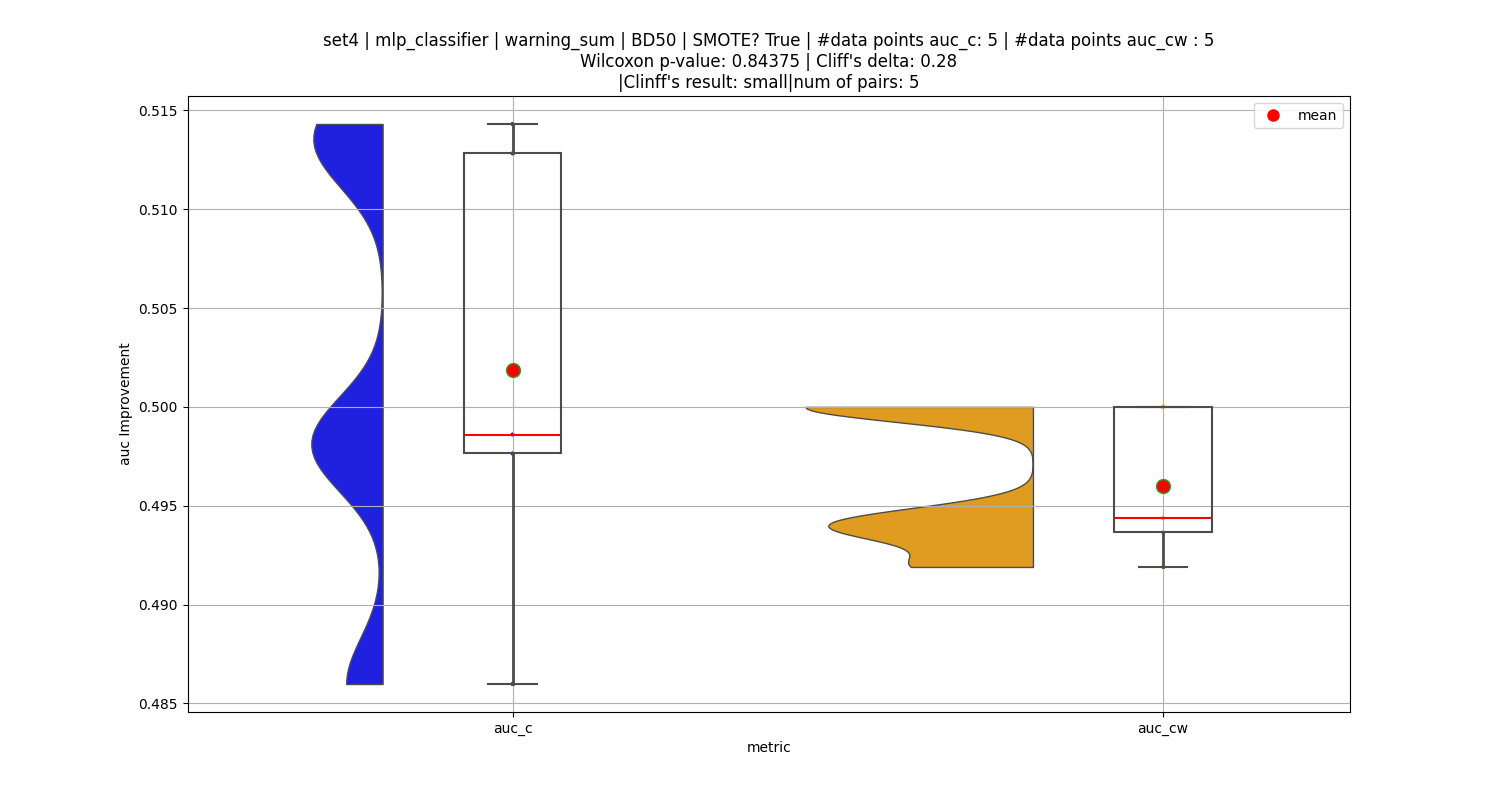 set4 | mlp_classifier | warning_sum | BD50 | SMOTE? True | #data points auc_c: 5 | #data points auc_cw : 5
Wilcoxon p-value: 0.84375 | Cliff's delta: 0.28
|Clinff's result: small|num of pairs: 5
mean
auc Improvement
0.515
0.510
0.505
0.500
0.495
0.490
0.485
auc_c
auc_cw
metric